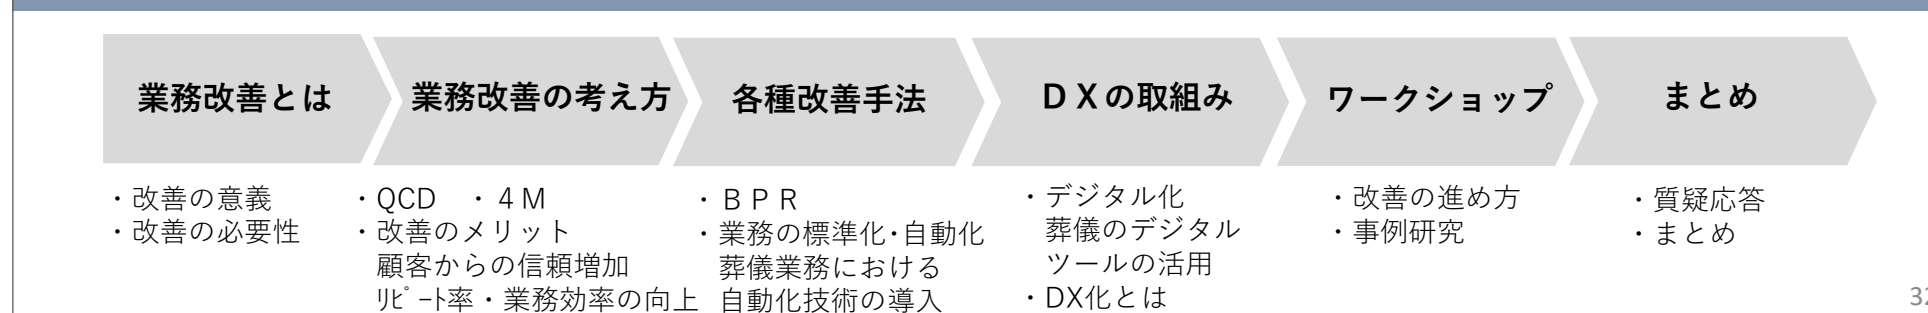 業務改善とは
業務改善の考え方
各種改善手法
ＤＸの取組み
ワークショップ
まとめ
・改善の意義
・改善の必要性
・QCD　・４Ｍ
・改善のメリット
顧客からの信頼増加
ﾘﾋﾟｰﾄ率・業務効率の向上
・ＢＰＲ
・業務の標準化･自動化
葬儀業務における
自動化技術の導入
・デジタル化
葬儀のデジタル
ツールの活用
・DX化とは
・改善の進め方
・事例研究
・質疑応答
・まとめ
32